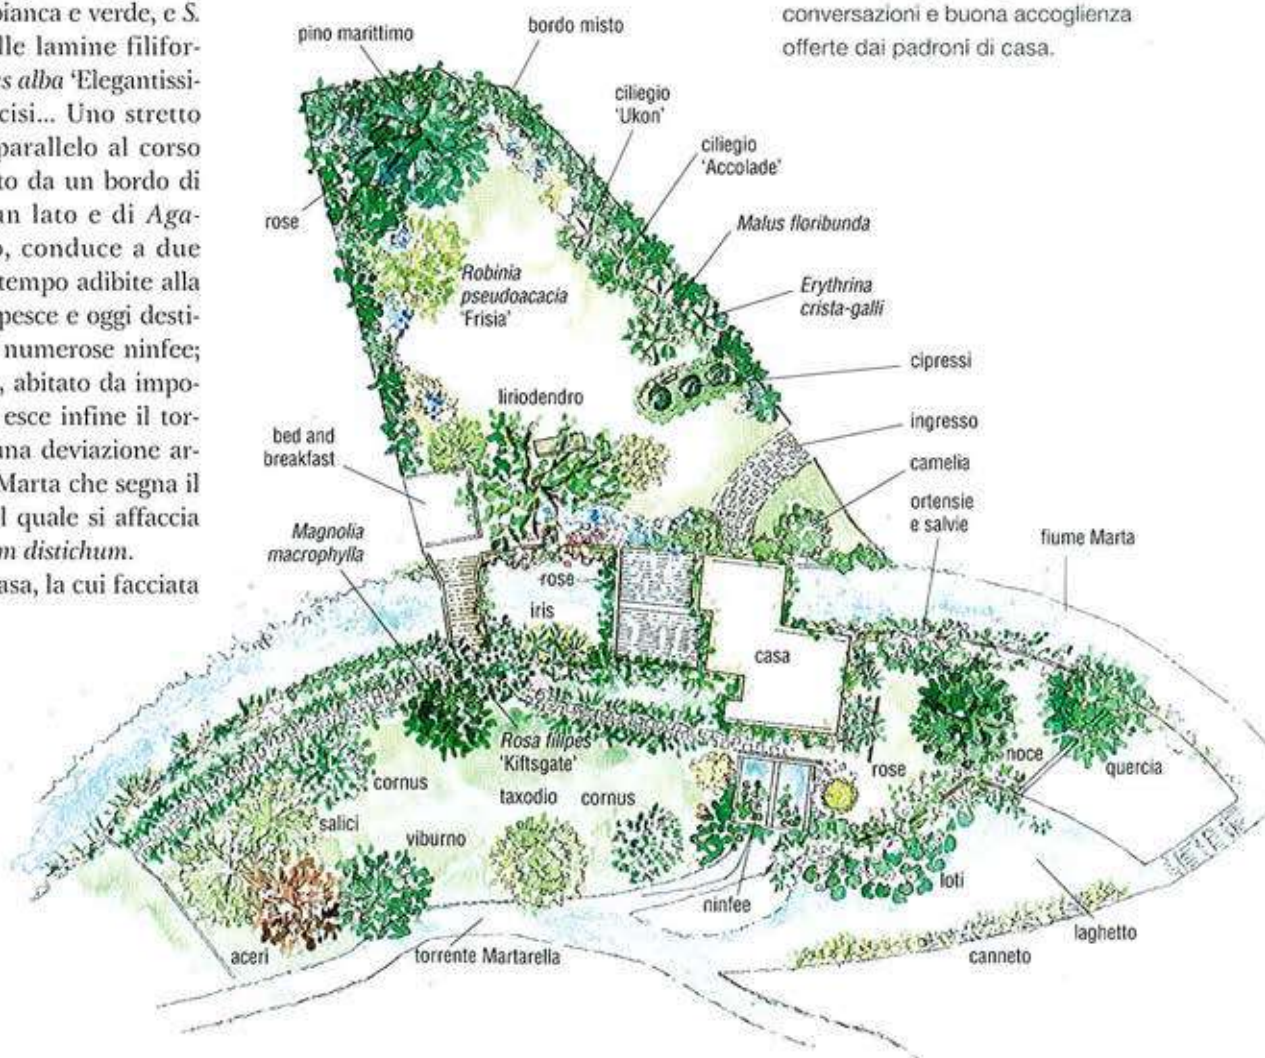 bianca e verde, e S.
lle lamine filifor-
s alba ‘Elegantissi-
cisi... Uno stretto
parallelo al corso
to da un bordo di
un lato e di Aga-
o, conduce a due
tempo adibite alla
pesce e oggi desti-
numerose ninfee;
, abitato da impo-
esce infine il tor-
una deviazione ar-
Marta che segna il
l quale si affaccia
m distichum.
asa, la cui facciata
conversazioni e buona accoglienza
offerte dai padroni di casa.
pino marittimo
bordo misto
ciliegio
‘Ukon’
ciliegio
‘Accolade’
rose
Malus floribunda
Robinia
pseudoacacia
‘Frisia’
Erythrina
crista-galli
cipressi
liriodendro
ingresso
bed and
breakfast
camelia
ortensie
e salvie
Magnolia
macrophylla
fiume Marta
rose
iris
casa
Rosa filipes
‘Kiftsgate’
noce
quercia
rose
cornus
taxodio
cornus
salici
viburno
loti
ninfee
laghetto
aceri
torrente Martarella
canneto